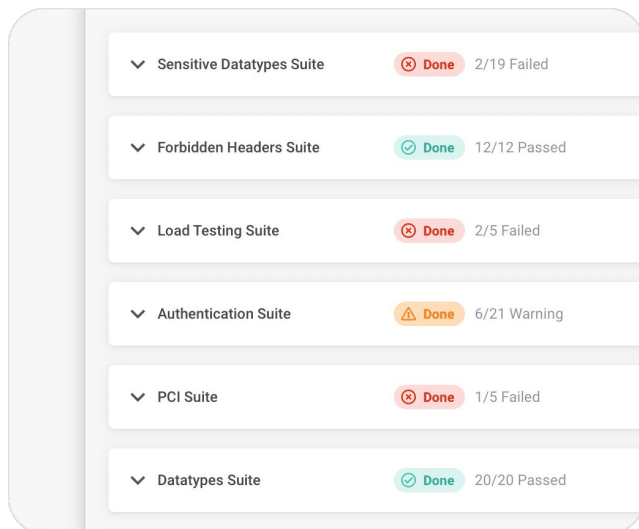 Sensitive Datatypes Suite Done 2/19 Failed
Forbidden Headers Suite Done 12/12 Passed
Load Testing Suite Done 2/5 Failed
Authentication Suite Done 6/21 Warning
PCI Suite Done 1/5 Failed
Datatypes Suite Done 20/20 Passed